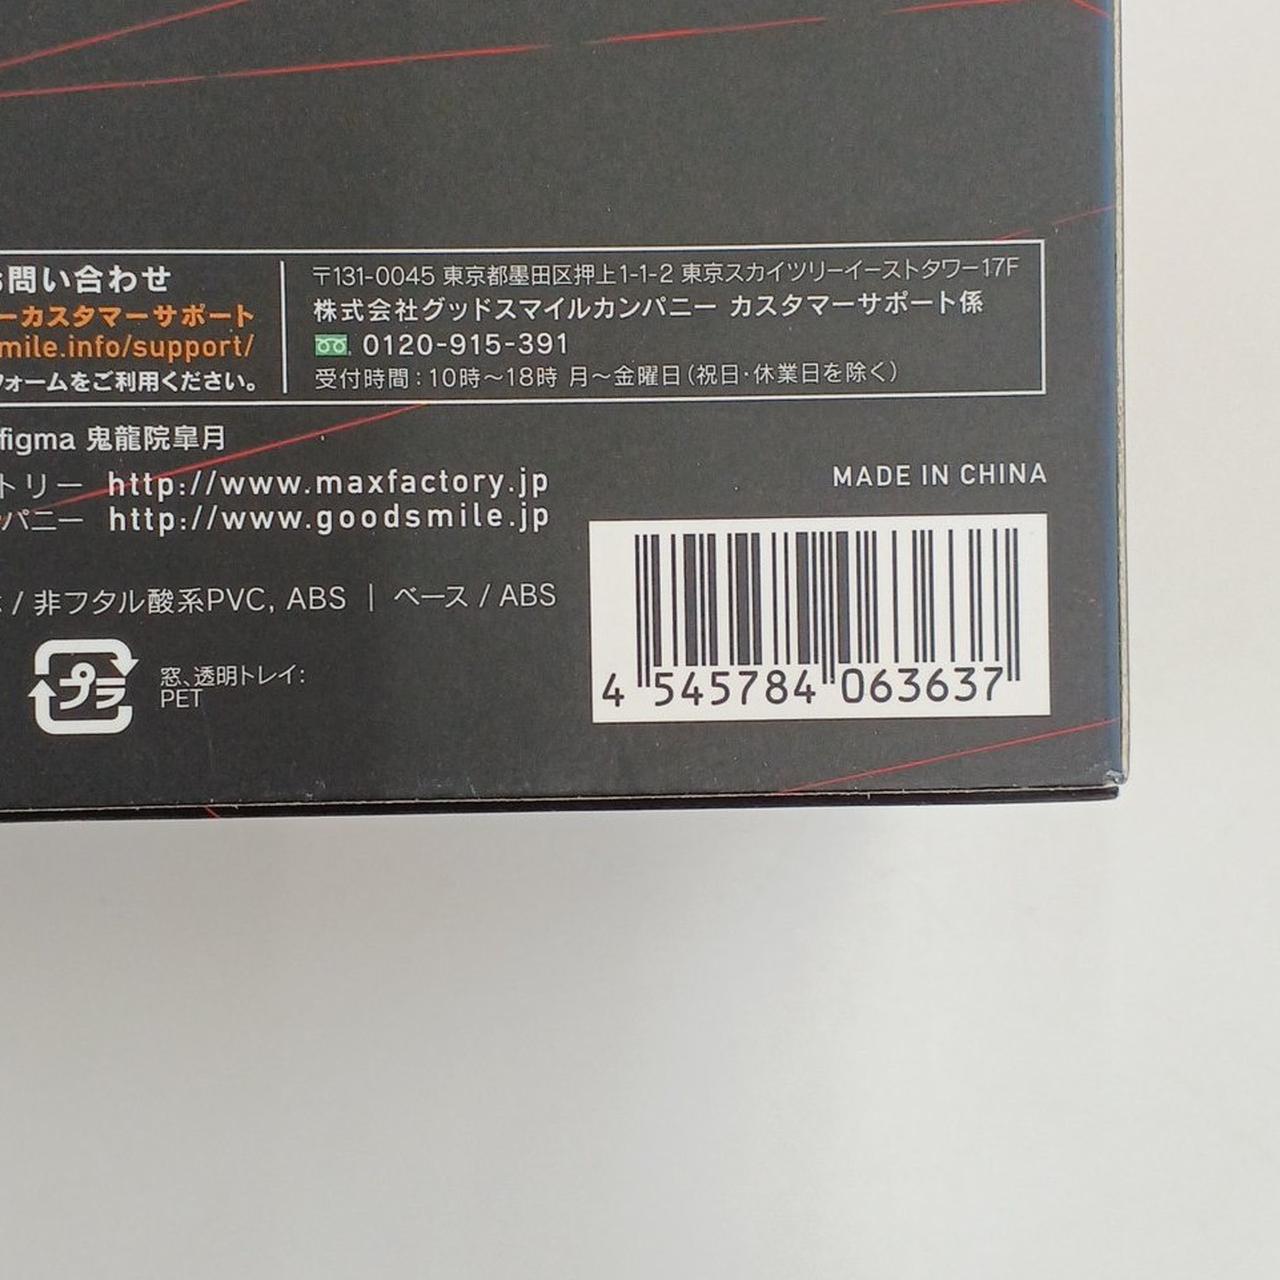 お問い合わせ
ーカスタマーサポート
mile.info/support/
フォームをご利用ください。
〒131-0045 東京都墨田区押上1-1-2 東京スカイツリーイーストタワー17F
株式会社グッドスマイルカンパニー カスタマーサポート係
0120-915-391
受付時間:10時〜18時 月〜金曜日(祝日・休業日を除く)
figma 鬼龍院皐月
トリー http://www.maxfactory.jp
パニー http://www.goodsmile.jp
MADE IN CHINA
/ 非フタル酸系PVC, ABS | ベース / ABS
プラ
窓、透明トレイ:
PET
4 545784 063637